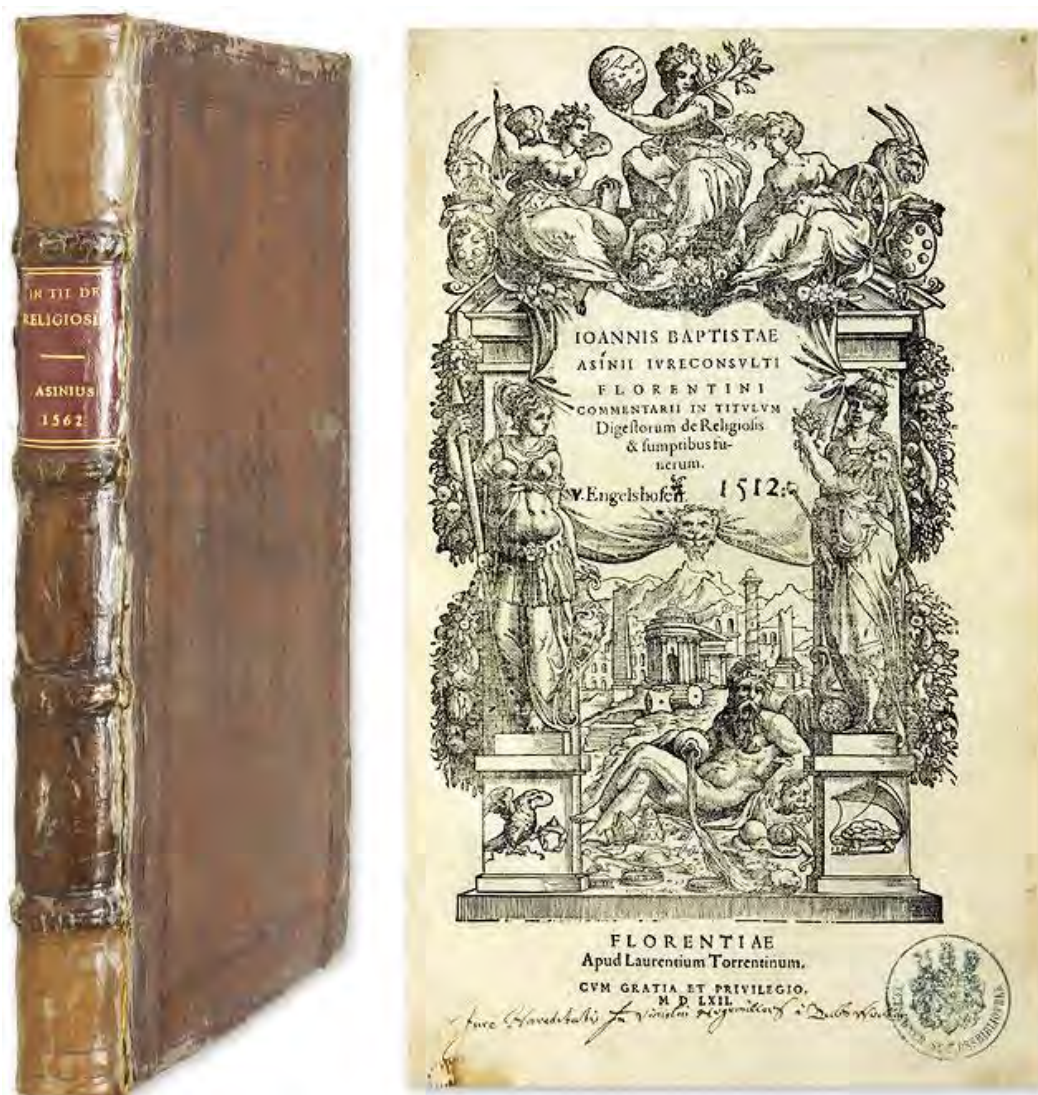 IN TIT DE
RELIGIOSIS
ASINIUS
1562
IOANNIS BAPTISTAE
ASINII IVRECONSVLTI
FLORENTINI
COMMENTARII IN TITVLVM
Digestorum de Religiosis
& sumptibus fu-
nerum.
v. Engelshofen. 1512.
FLORENTIAE
Apud Laurentium Torrentinum.
CVM GRATIA ET PRIVILEGIO.
M D LXII.
Jure